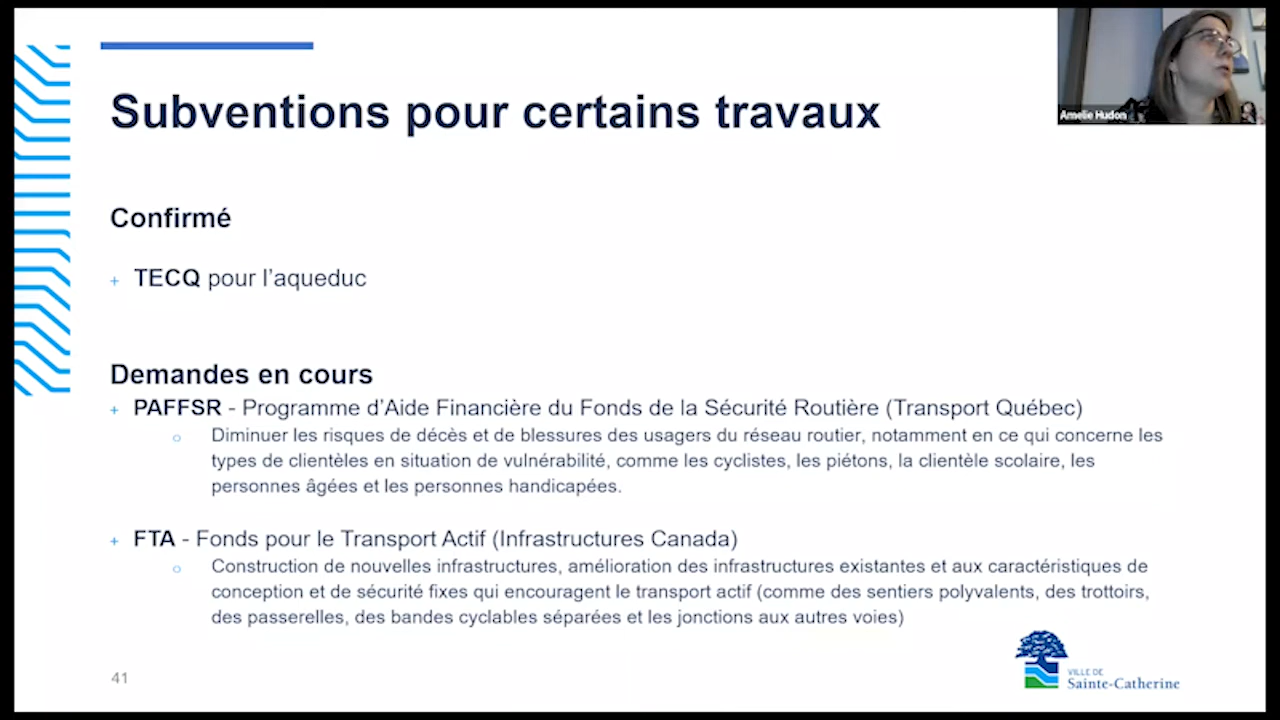 Subventions pour certains travaux
Amelie Hudon
Confirmé
+ TECQ pour l'aqueduc
Demandes en cours
+ PAFFSR - Programme d'Aide Financière du Fonds de la Sécurité Routière (Transport Québec)
o Diminuer les risques de décès et de blessures des usagers du réseau routier, notamment en ce qui concerne les
types de clientèles en situation de vulnérabilité, comme les cyclistes, les piétons, la clientèle scolaire, les
personnes âgées et les personnes handicapées.
+ FTA - Fonds pour le Transport Actif (Infrastructures Canada)
o Construction de nouvelles infrastructures, amélioration des infrastructures existantes et aux caractéristiques de
conception et de sécurité fixes qui encouragent le transport actif (comme des sentiers polyvalents, des trottoirs,
des passerelles, des bandes cyclables séparées et les jonctions aux autres voies)
41
VILLE DE
Sainte-Catherine